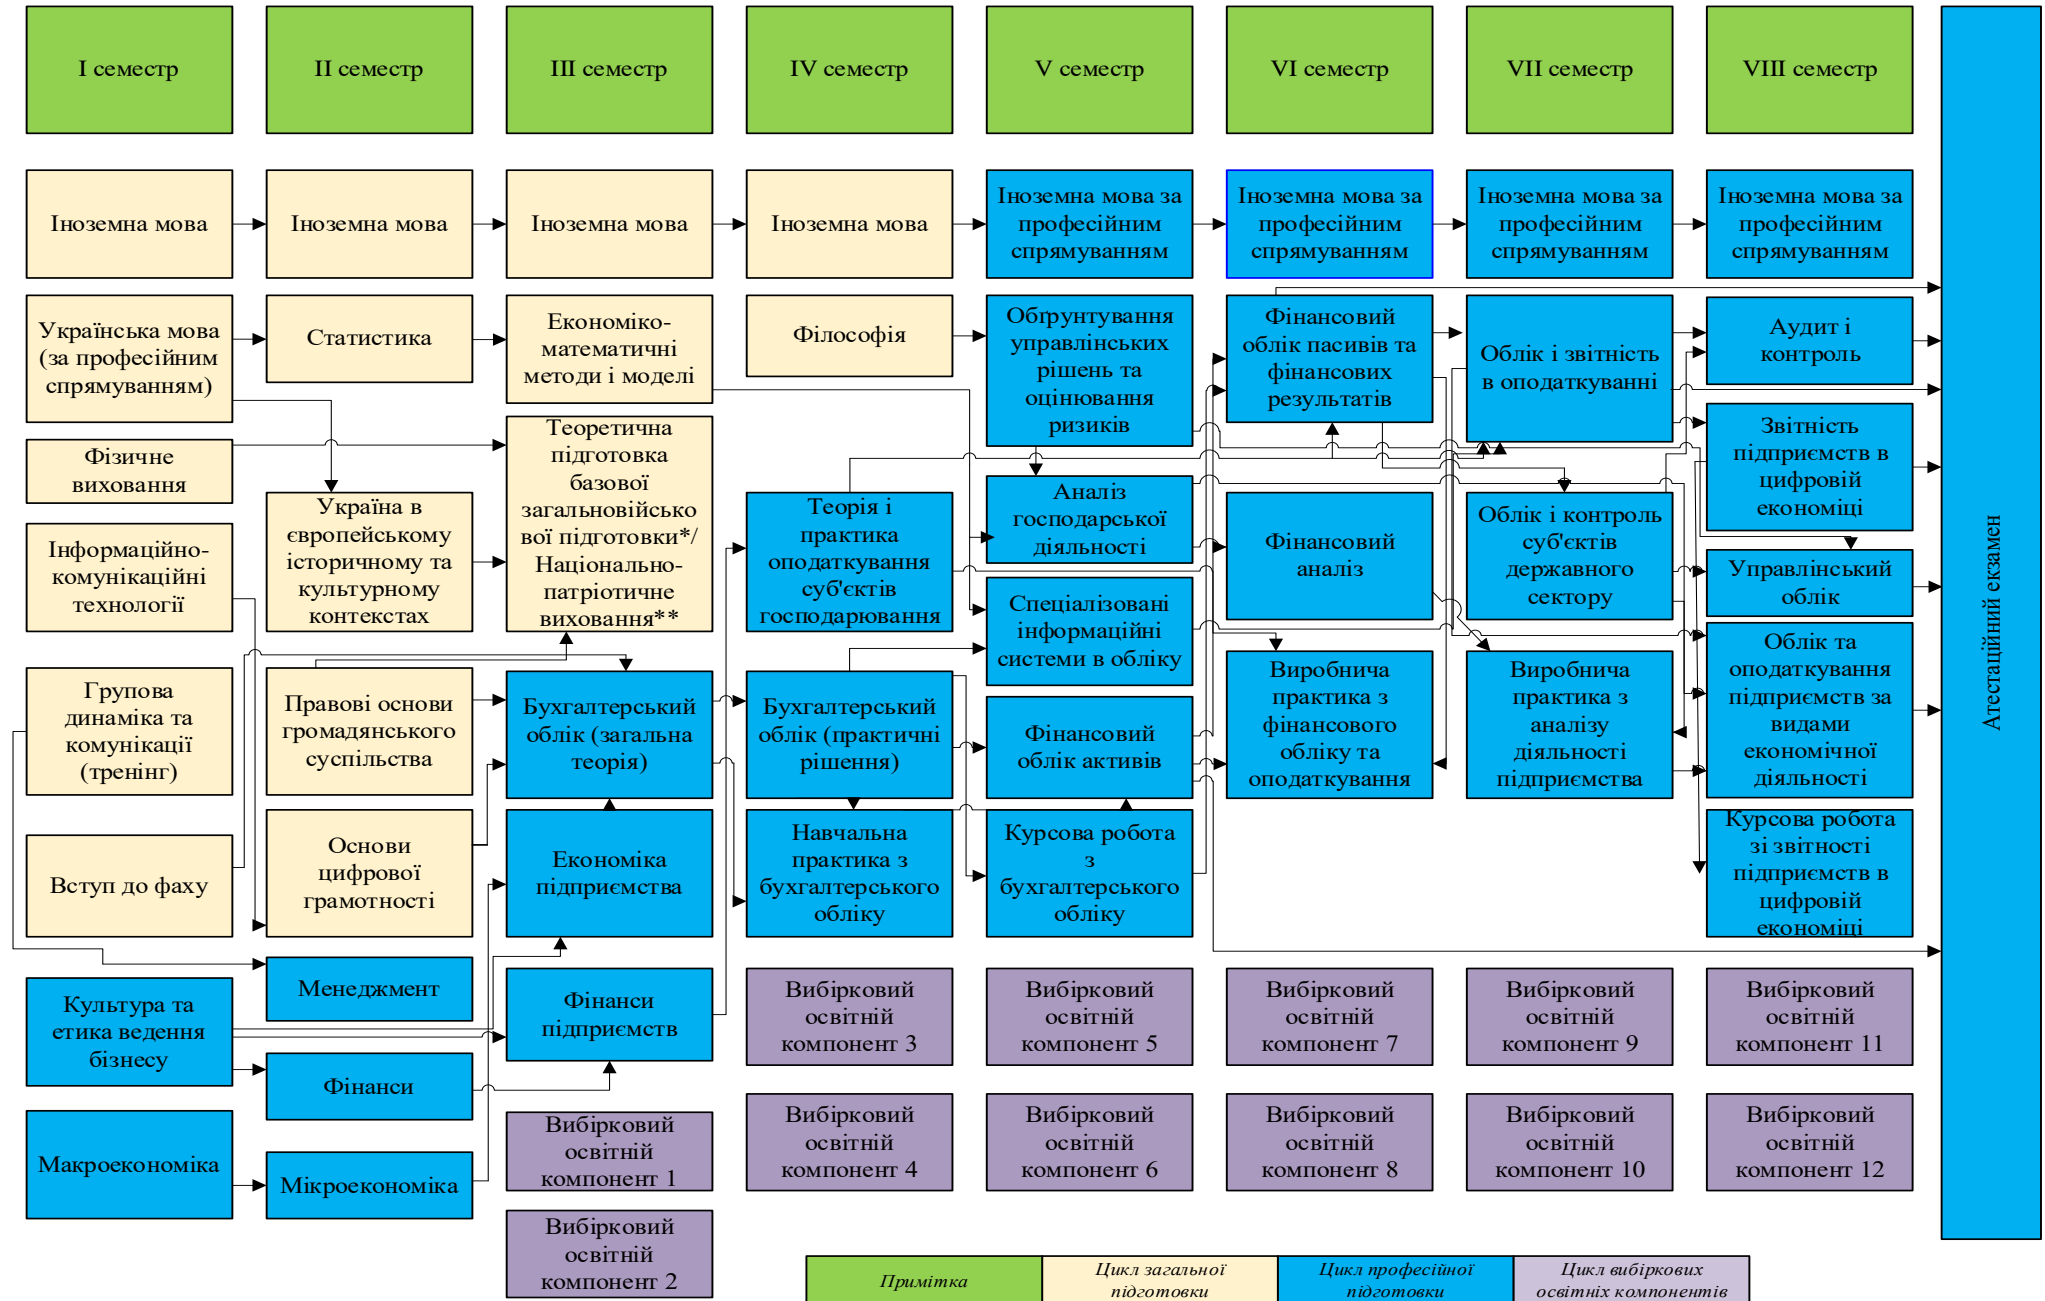 І семестр
ІІ семестр
ІІІ семестр
IV семестр
V семестр
VI семестр
VII семестр
VIII семестр
Іноземна мова
Іноземна мова
Іноземна мова
Іноземна мова
Іноземна мова за
професійним
спрямуванням
Іноземна мова за
професійним
спрямуванням
Іноземна мова за
професійним
спрямуванням
Іноземна мова за
професійним
спрямуванням
Українська мова
(за професійним
спрямуванням)
Статистика
Економіко-
математичні
методи і моделі
Філософія
Обґрунтування
управлінських
рішень та
оцінювання
ризиків
Фінансовий
облік пасивів та
фінансових
результатів
Облік і звітність
в оподаткуванні
Аудит і
контроль
Фізичне
виховання
Теоретична
підготовка
базової
загальновійсько
вої підготовки*/
Національно-
патріотичне
виховання**
Звітність
підприємств в
цифровій
економіці
Інформаційно-
комунікаційні
технології
Україна в
європейському
історичному та
культурному
контекстах
Теорія і
практика
оподаткування
суб'єктів
господарювання
Аналіз
господарської
діяльності
Фінансовий
аналіз
Облік і контроль
суб'єктів
державного
сектору
Управлінський
облік
Спеціалізовані
інформаційні
системи в обліку
Групова
динаміка та
комунікації
(тренінг)
Правові основи
громадянського
суспільства
Бухгалтерський
облік (загальна
теорія)
Бухгалтерський
облік (практичні
рішення)
Фінансовий
облік активів
Виробнича
практика з
фінансового
обліку та
оподаткування
Виробнича
практика з
аналізу
діяльності
підприємства
Облік та
оподаткування
підприємств за
видами
економічної
діяльності
Вступ до фаху
Основи
цифрової
грамотності
Економіка
підприємства
Навчальна
практика з
бухгалтерського
обліку
Курсова робота
з
бухгалтерського
обліку
Курсова робота
зі звітності
підприємств в
цифровій
економіці
Культура та
етика ведення
бізнесу
Менеджмент
Фінанси
підприємств
Вибірковий
освітній
компонент 3
Вибірковий
освітній
компонент 5
Вибірковий
освітній
компонент 7
Вибірковий
освітній
компонент 9
Вибірковий
освітній
компонент 11
Фінанси
Макроекономіка
Мікроекономіка
Вибірковий
освітній
компонент 1
Вибірковий
освітній
компонент 4
Вибірковий
освітній
компонент 6
Вибірковий
освітній
компонент 8
Вибірковий
освітній
компонент 10
Вибірковий
освітній
компонент 12
Вибірковий
освітній
компонент 2
Атестаційний екзамен
Примітка
Цикл загальної
підготовки
Цикл професійної
підготовки
Цикл вибіркових
освітніх компонентів